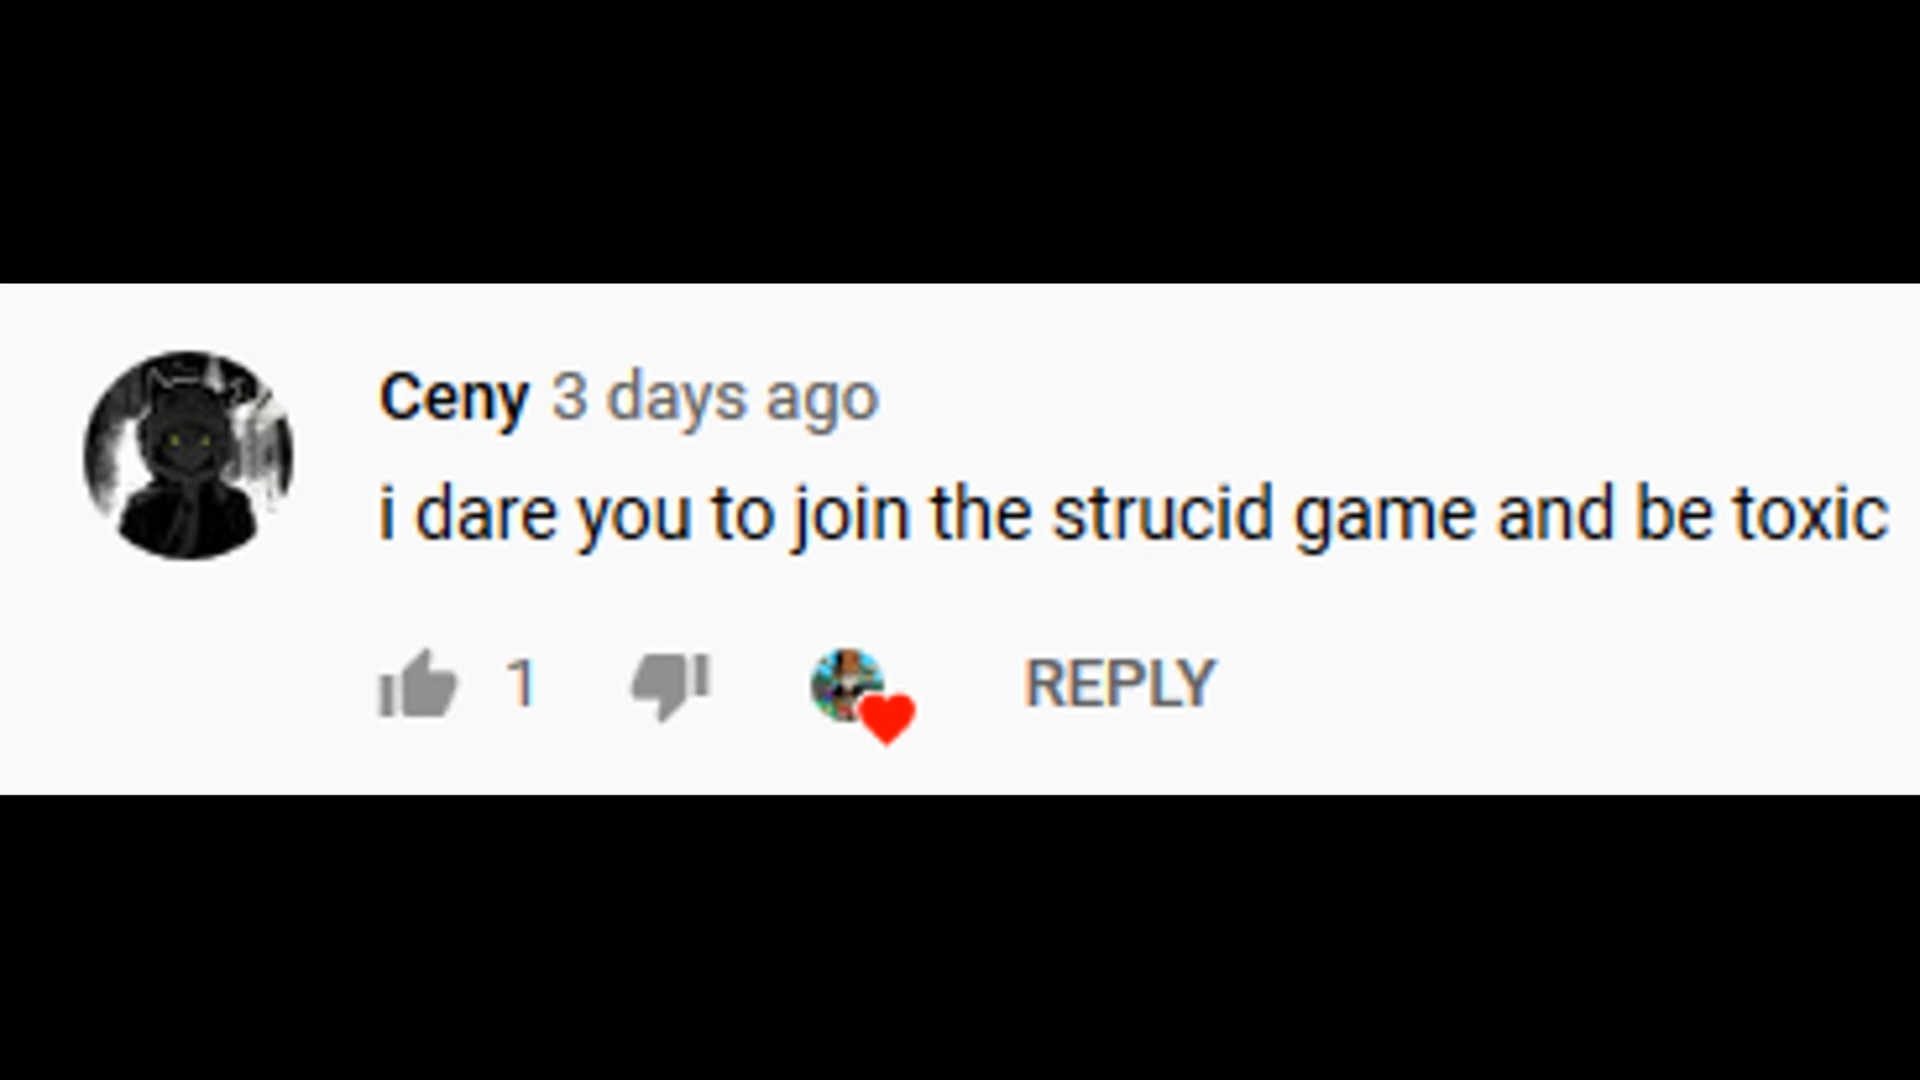 Ceny 3 days ago
i dare you to join the strucid game and be toxic
1 REPLY